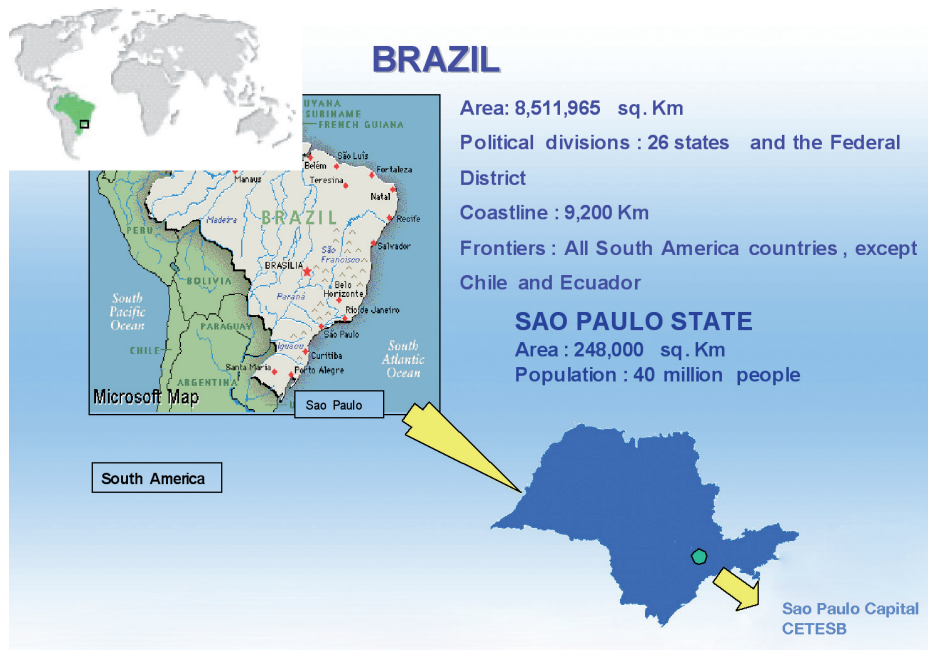 BRAZIL
Area: 8,511,965 sq. Km
Political divisions : 26 states and the Federal
District
Coastline : 9,200 Km
Frontiers : All South America countries , except
Chile and Ecuador
SAO PAULO STATE
Area : 248,000 sq. Km
Population : 40 million people
UYANA
SURINAME
FRENCH GUIANA
São Luís
Belém
Fortaleza
Manaus
Teresina
Natal
Madeira
BRAZIL
Recife
PERU
São
Francisco
Salvador
BRASILIA
BOLIVIA
Belo
Horizonte
Paraná
South
Pacific
Ocean
Rio de Janeiro
PARAGUAY
São Paulo
CHILE
Iguaçu
Curitiba
South
Atlantic
Ocean
Santa Maria
Porto Alegre
ARGENTINA
Microsoft Map
U
Sao Paulo
South America
Sao Paulo Capital
CETESB